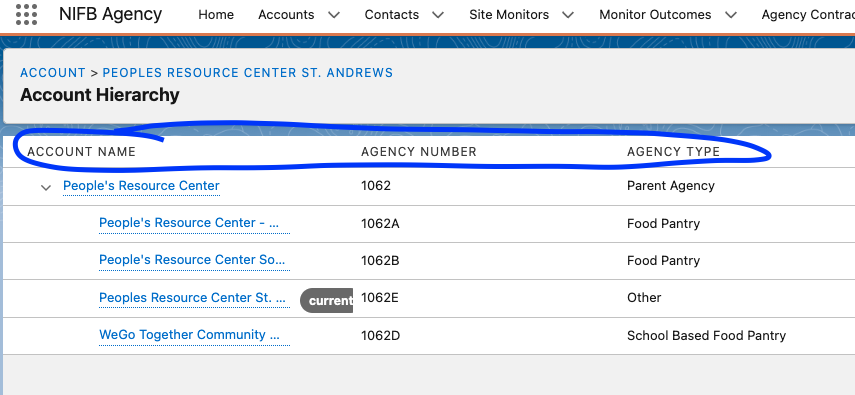 NIFB Agency Home Accounts Contacts Site Monitors Monitor Outcomes Agency
ACCOUNT > PEOPLES RESOURCE CENTER ST. ANDREWS
Account Hierarchy
ACCOUNT NAME AGENCY NUMBER AGENCY TYPE
People's Resource Center 1062 Parent Agency
People's Resource Center - ... 1062A Food Pantry
People's Resource Center So... 1062B Food Pantry
Peoples Resource Center St. ... current 1062E Other
WeGo Together Community ... 1062D School Based Food Pantry